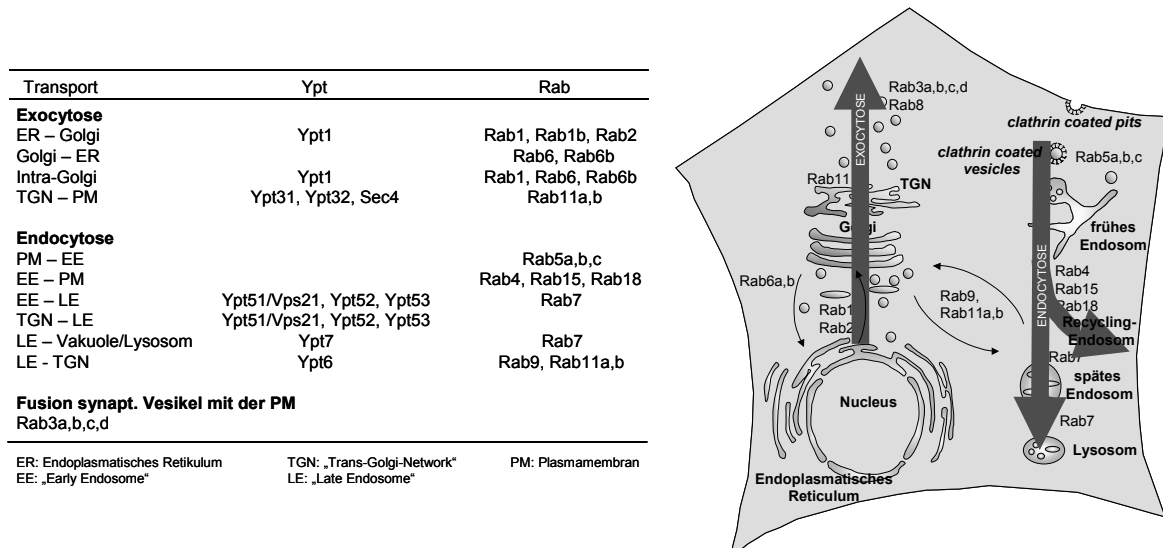 Transport Ypt Rab
Exocytose
ER – Golgi Ypt1 Rab1, Rab1b, Rab2
Golgi – ER Rab6, Rab6b
Intra-Golgi Ypt1 Rab1, Rab6, Rab6b
TGN – PM Ypt31, Ypt32, Sec4 Rab11a,b
Endocytose
PM – EE Rab5a,b,c
EE – PM Rab4, Rab15, Rab18
EE – LE Ypt51/Vps21, Ypt52, Ypt53 Rab7
TGN – LE Ypt51/Vps21, Ypt52, Ypt53
LE – Vakuole/Lysosom Ypt7 Rab7
LE - TGN Ypt6 Rab9, Rab11a,b
Fusion synapt. Vesikel mit der PM
Rab3a,b,c,d
ER: Endoplasmatisches Retikulum TGN: „Trans-Golgi-Network“ PM: Plasmamembran
EE: „Early Endosome“ LE: „Late Endosome“
Rab3a,b,c,d
Rab8
EXOCYTOSE
Rab11
TGN
Golgi
Rab6a,b
Rab1
Rab2
Nucleus
Endoplasmatisches
Reticulum
clathrin coated pits
clathrin coated
vesicles
Rab5a,b,c
frühes
Endosom
ENDOCYTOSE
Rab4
Rab15
Rab18
Recycling-
Endosom
Rab9,
Rab11a,b
Rab7
spätes
Endosom
Rab7
Lysosom